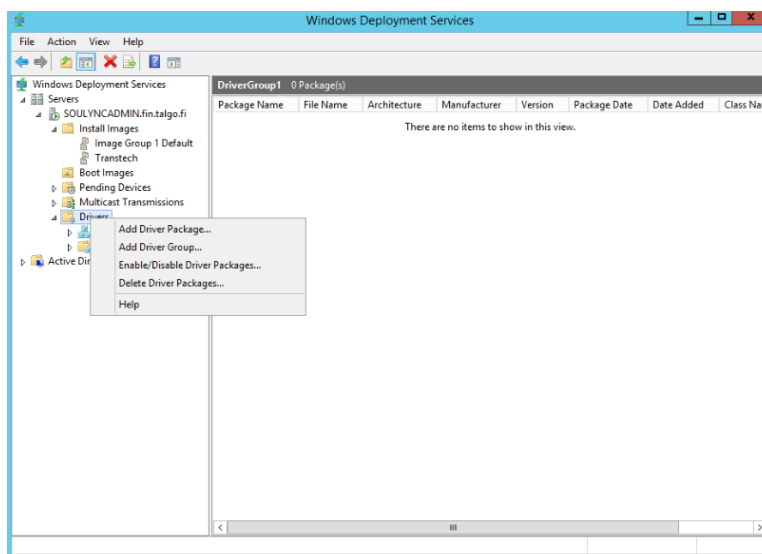 Windows Deployment Services
File Action View Help
Windows Deployment Services
Servers
SOULYNCADMIN.fin.talgo.fi
Install Images
Image Group 1 Default
Transtech
Boot Images
Pending Devices
Multicast Transmissions
Drivers
Active Dir
Add Driver Package...
Add Driver Group...
Enable/Disable Driver Packages...
Delete Driver Packages...
Help
DriverGroup1 0 Package(s)
Package Name File Name Architecture Manufacturer Version Package Date Date Added Class Na
There are no items to show in this view.